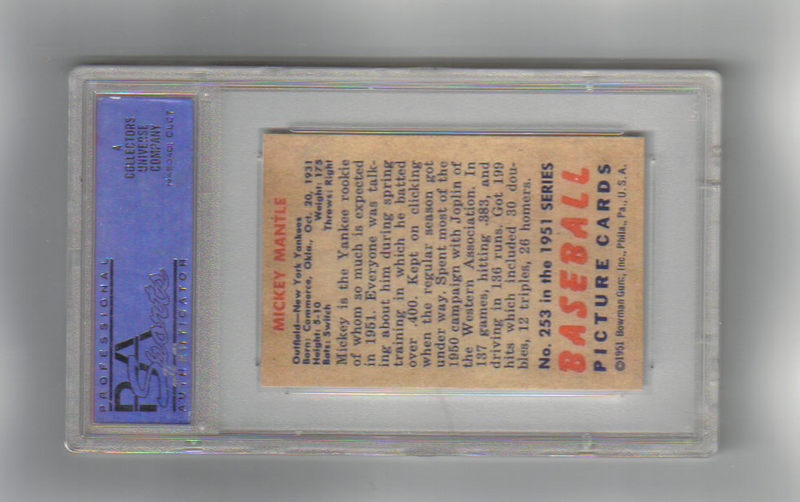 A
COLLECTORS
UNIVERSE
COMPANY
NASDAQ: CLCT
PROFESSIONAL
PSA
Sports
AUTHENTICATOR
MICKEY MANTLE
Outfield—New York Yankees
Born: Commerce, Okla., Oct. 20, 1931
Height: 5-10 Weight: 175
Bats: Switch Throws: Right
Mickey is the Yankee rookie
of whom so much is expected
in 1951. Everyone was talk-
ing about him during spring
training in which he batted
over .400. Kept on clicking
when the regular season got
under way. Spent most of the
1950 campaign with Joplin of
the Western Association. In
137 games, hitting .383, and
driving in 136 runs. Got 199
hits which included 30 dou-
bles, 12 triples, 26 homers.
No. 253 in the 1951 SERIES
BASEBALL
PICTURE CARDS
©1951 Bowman Gum, Inc., Phila., Pa., U.S.A.